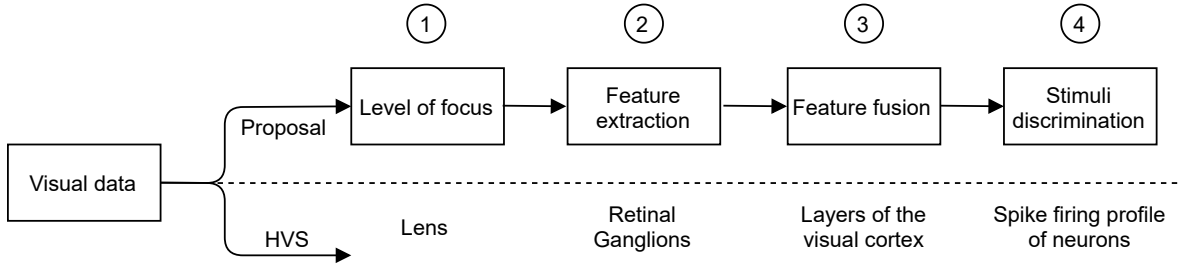 1
2
3
4
Level of focus
Feature
extraction
Feature fusion
Stimuli
discrimination
Proposal
Visual data
HVS
Lens
Retinal
Ganglions
Layers of the
visual cortex
Spike firing profile
of neurons